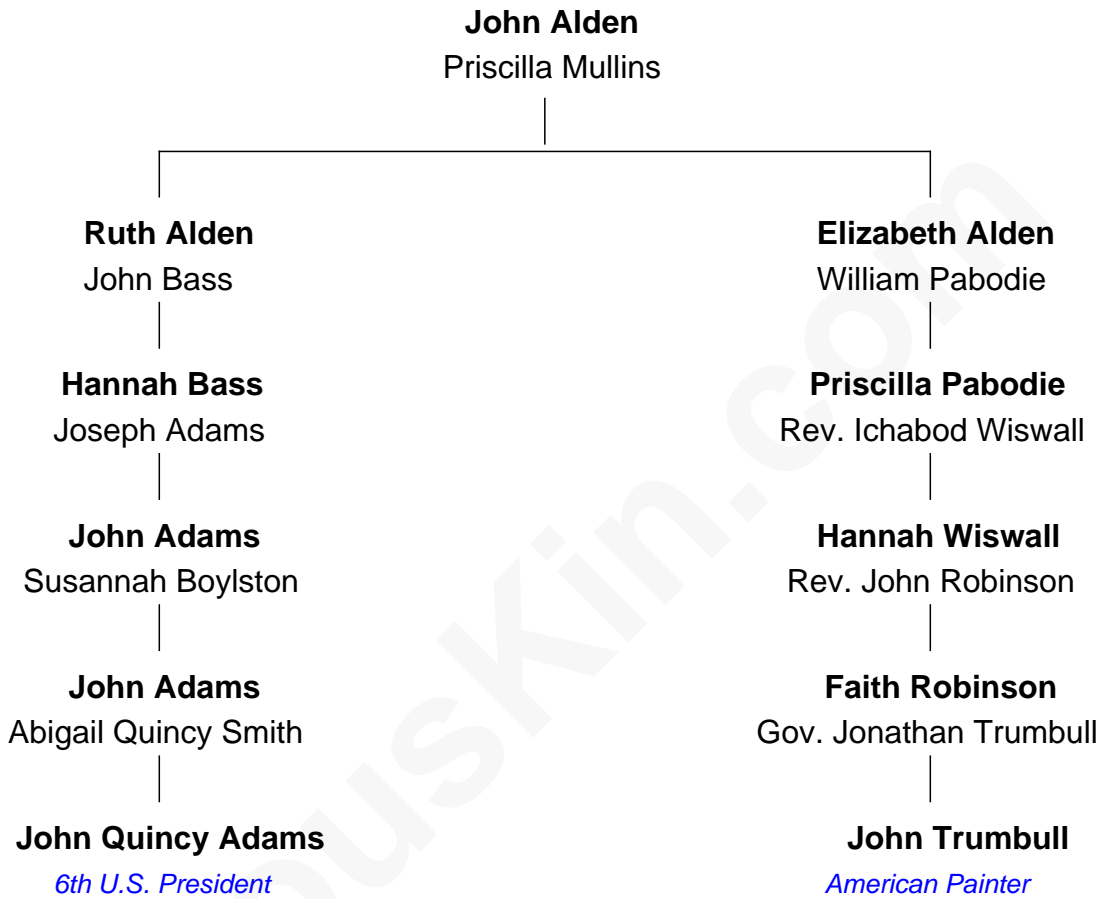 John Alden
Priscilla Mullins
Ruth Alden
John Bass
Elizabeth Alden
William Pabodie
Hannah Bass
Joseph Adams
Priscilla Pabodie
Rev. Ichabod Wiswall
John Adams
Susannah Boylston
Hannah Wiswall
Rev. John Robinson
John Adams
Abigail Quincy Smith
Faith Robinson
Gov. Jonathan Trumbull
John Quincy Adams
6th U.S. President
John Trumbull
American Painter
ousKin.com